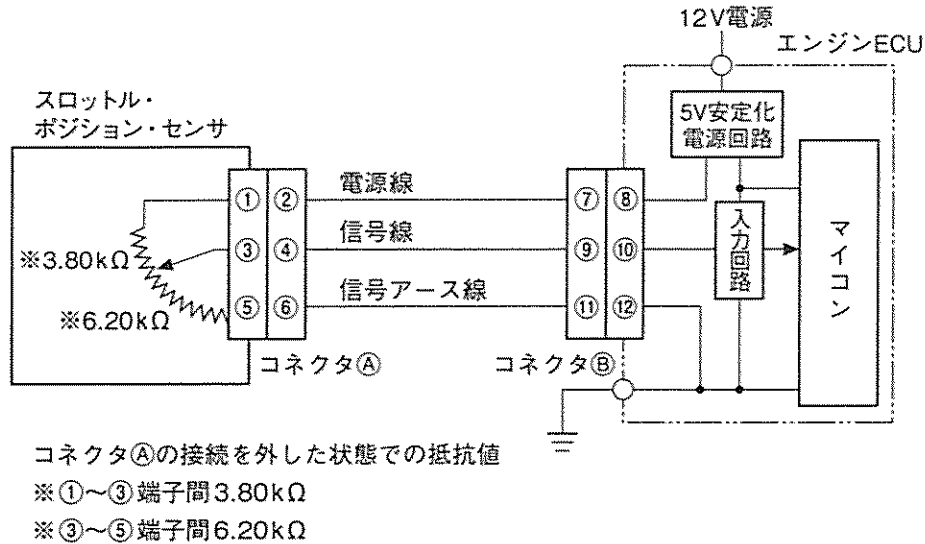 12V電源
エンジンECU
スロットル・
ポジション・センサ
5V安定化
電源回路
① ② 電源線 ⑦ ⑧
③ ④ 信号線 ⑨ ⑩
※3.80kΩ
入力回路
マイコン
⑤ ⑥ 信号アース線 ⑪ ⑫
※6.20kΩ
コネクタⒶ
コネクタⒷ
コネクタⒶの接続を外した状態での抵抗値
※①～③端子間3.80kΩ
※③～⑤端子間6.20kΩ